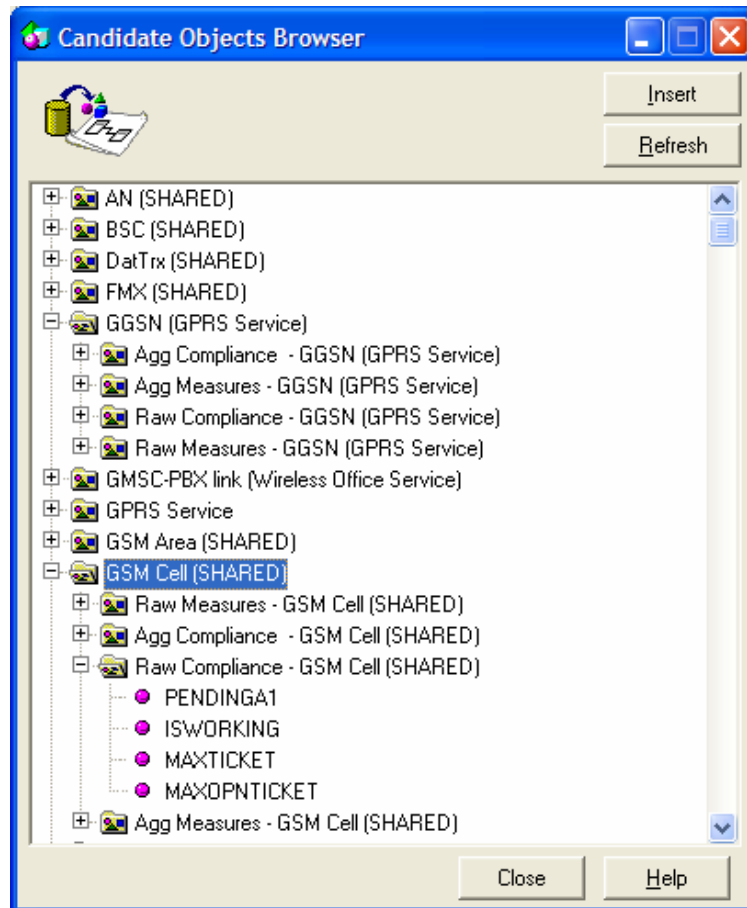 Candidate Objects Browser
Insert
Refresh
AN (SHARED)
BSC (SHARED)
DatTrx (SHARED)
FMX (SHARED)
GGSN (GPRS Service)
Agg Compliance - GGSN (GPRS Service)
Agg Measures - GGSN (GPRS Service)
Raw Compliance - GGSN (GPRS Service)
Raw Measures - GGSN (GPRS Service)
GMSC-PBX link (Wireless Office Service)
GPRS Service
GSM Area (SHARED)
GSM Cell (SHARED)
Raw Measures - GSM Cell (SHARED)
Agg Compliance - GSM Cell (SHARED)
Raw Compliance - GSM Cell (SHARED)
PENDINGA1
ISWORKING
MAXTICKET
MAXOPNTICKET
Agg Measures - GSM Cell (SHARED)
Close
Help